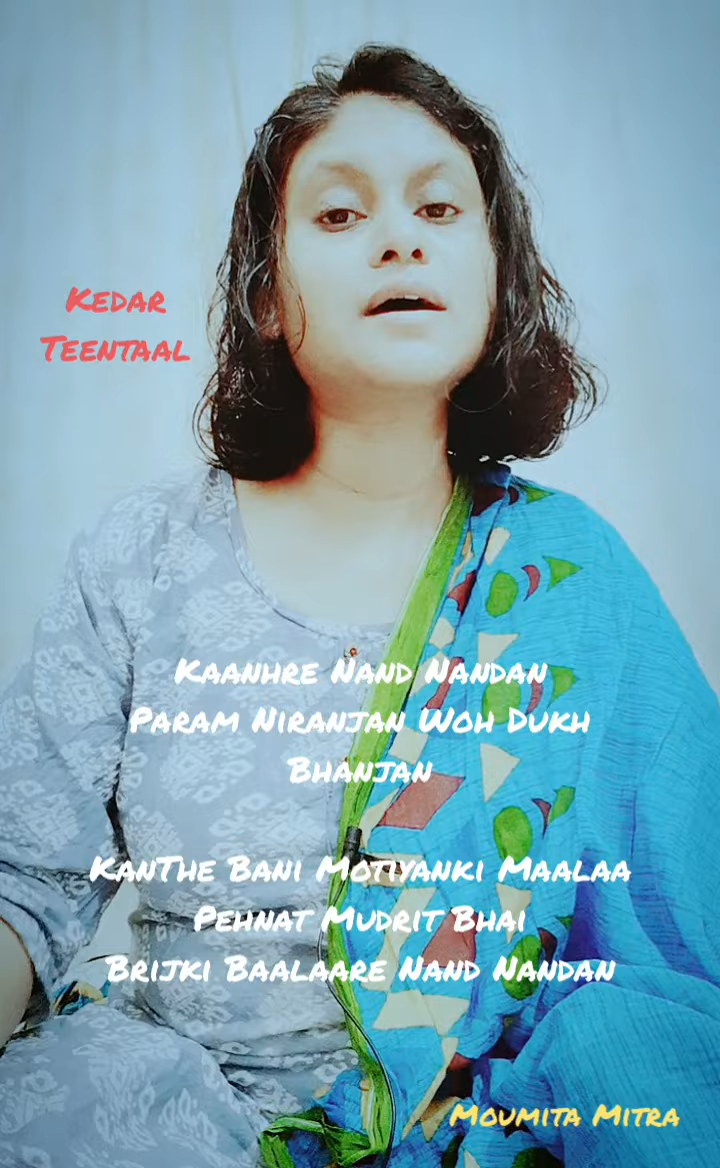 Kedar
Teentaal
Kaanhre Nand Nandan
Param Niranjan Woh Dukh
Bhanjan
KanThe Bani Motiyanki Maalaa
Pehnat Mudrit Bhai
Brijki Baalaare Nand Nandan
Moumita Mitra